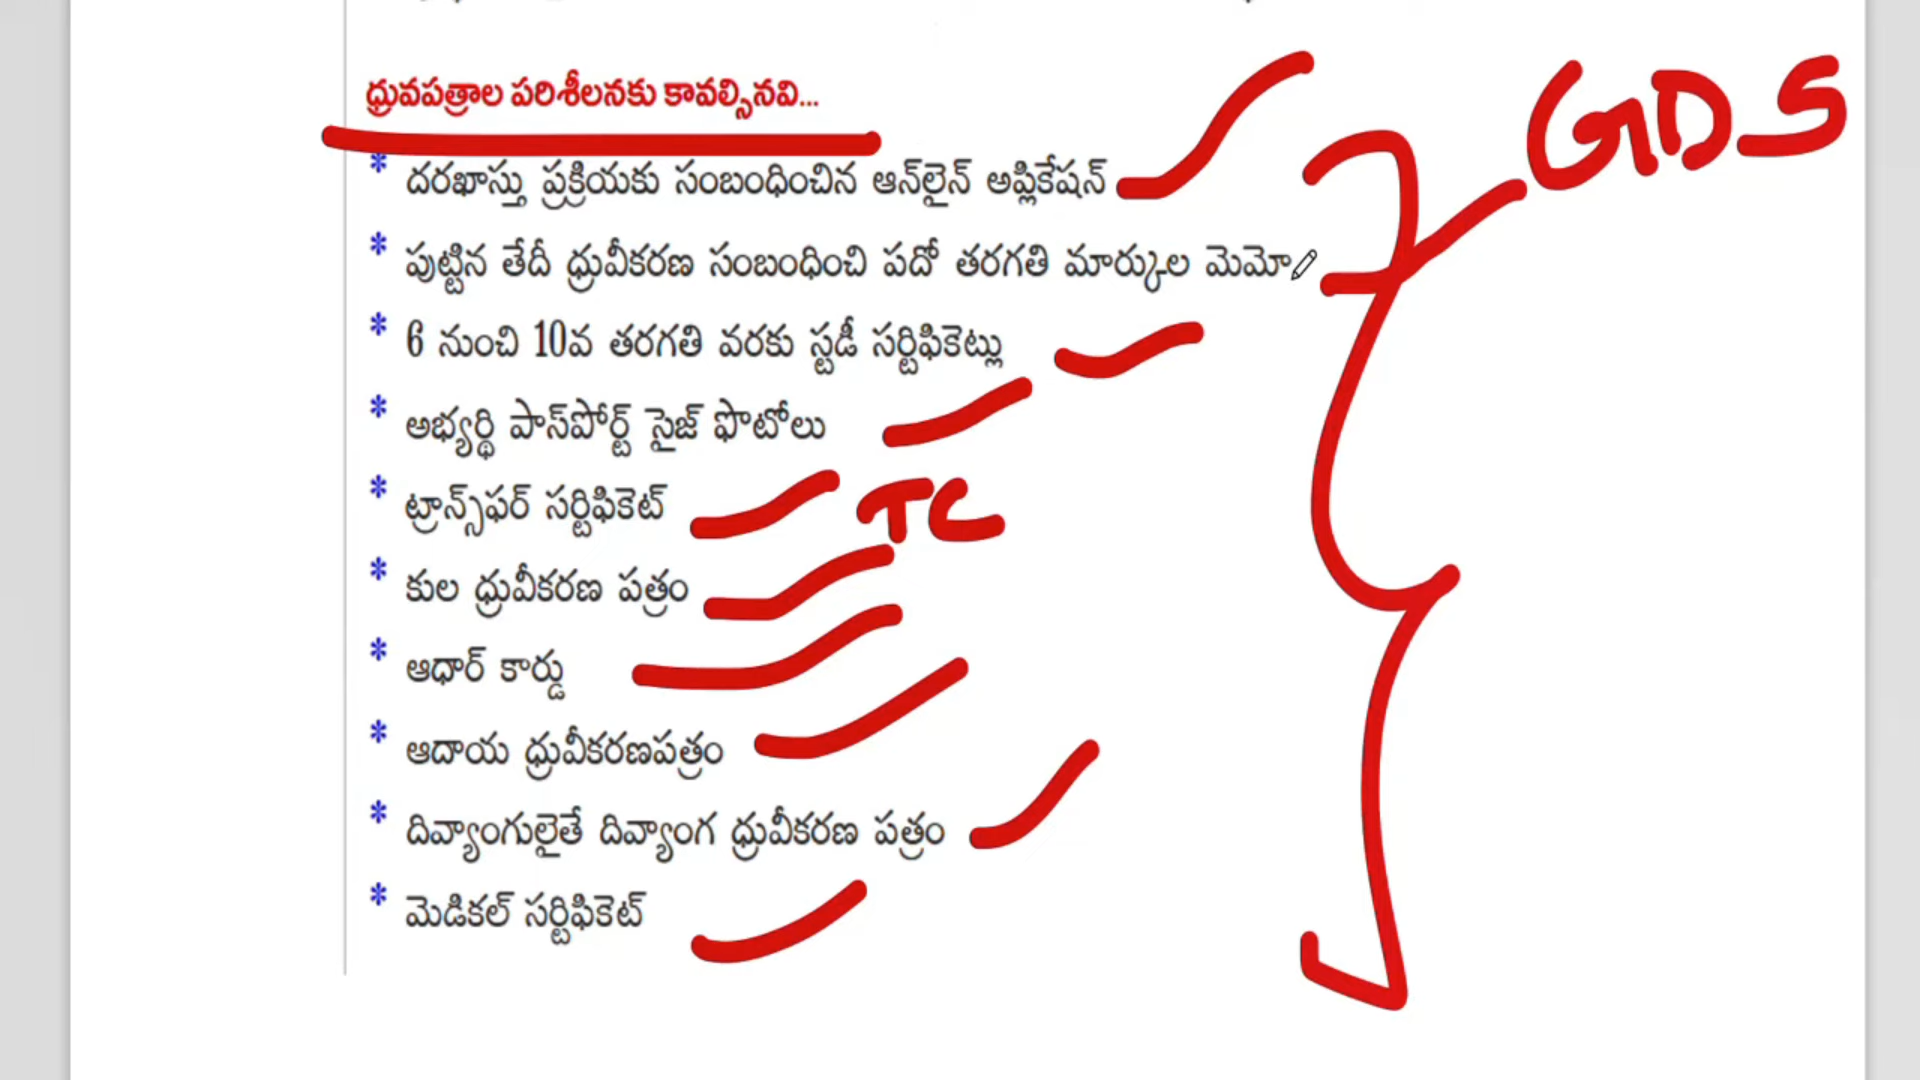 ధ్రువపత్రాల పరిశీలనకు కావల్సినవి...
GDS
* దరఖాస్తు ప్రక్రియకు సంబంధించిన ఆన్‌లైన్ అప్లికేషన్
* పుట్టిన తేదీ ధ్రువీకరణ సంబంధించి పదో తరగతి మార్కుల మెమో
* 6 నుంచి 10వ తరగతి వరకు స్టడీ సర్టిఫికెట్లు
* అభ్యర్థి పాస్‌పోర్ట్ సైజ్ ఫొటోలు
* ట్రాన్స్‌ఫర్ సర్టిఫికెట్ TC
* కుల ధ్రువీకరణ పత్రం
* ఆధార్ కార్డు
* ఆదాయ ధ్రువీకరణపత్రం
* దివ్యాంగులైతే దివ్యాంగ ధ్రువీకరణ పత్రం
* మెడికల్ సర్టిఫికెట్